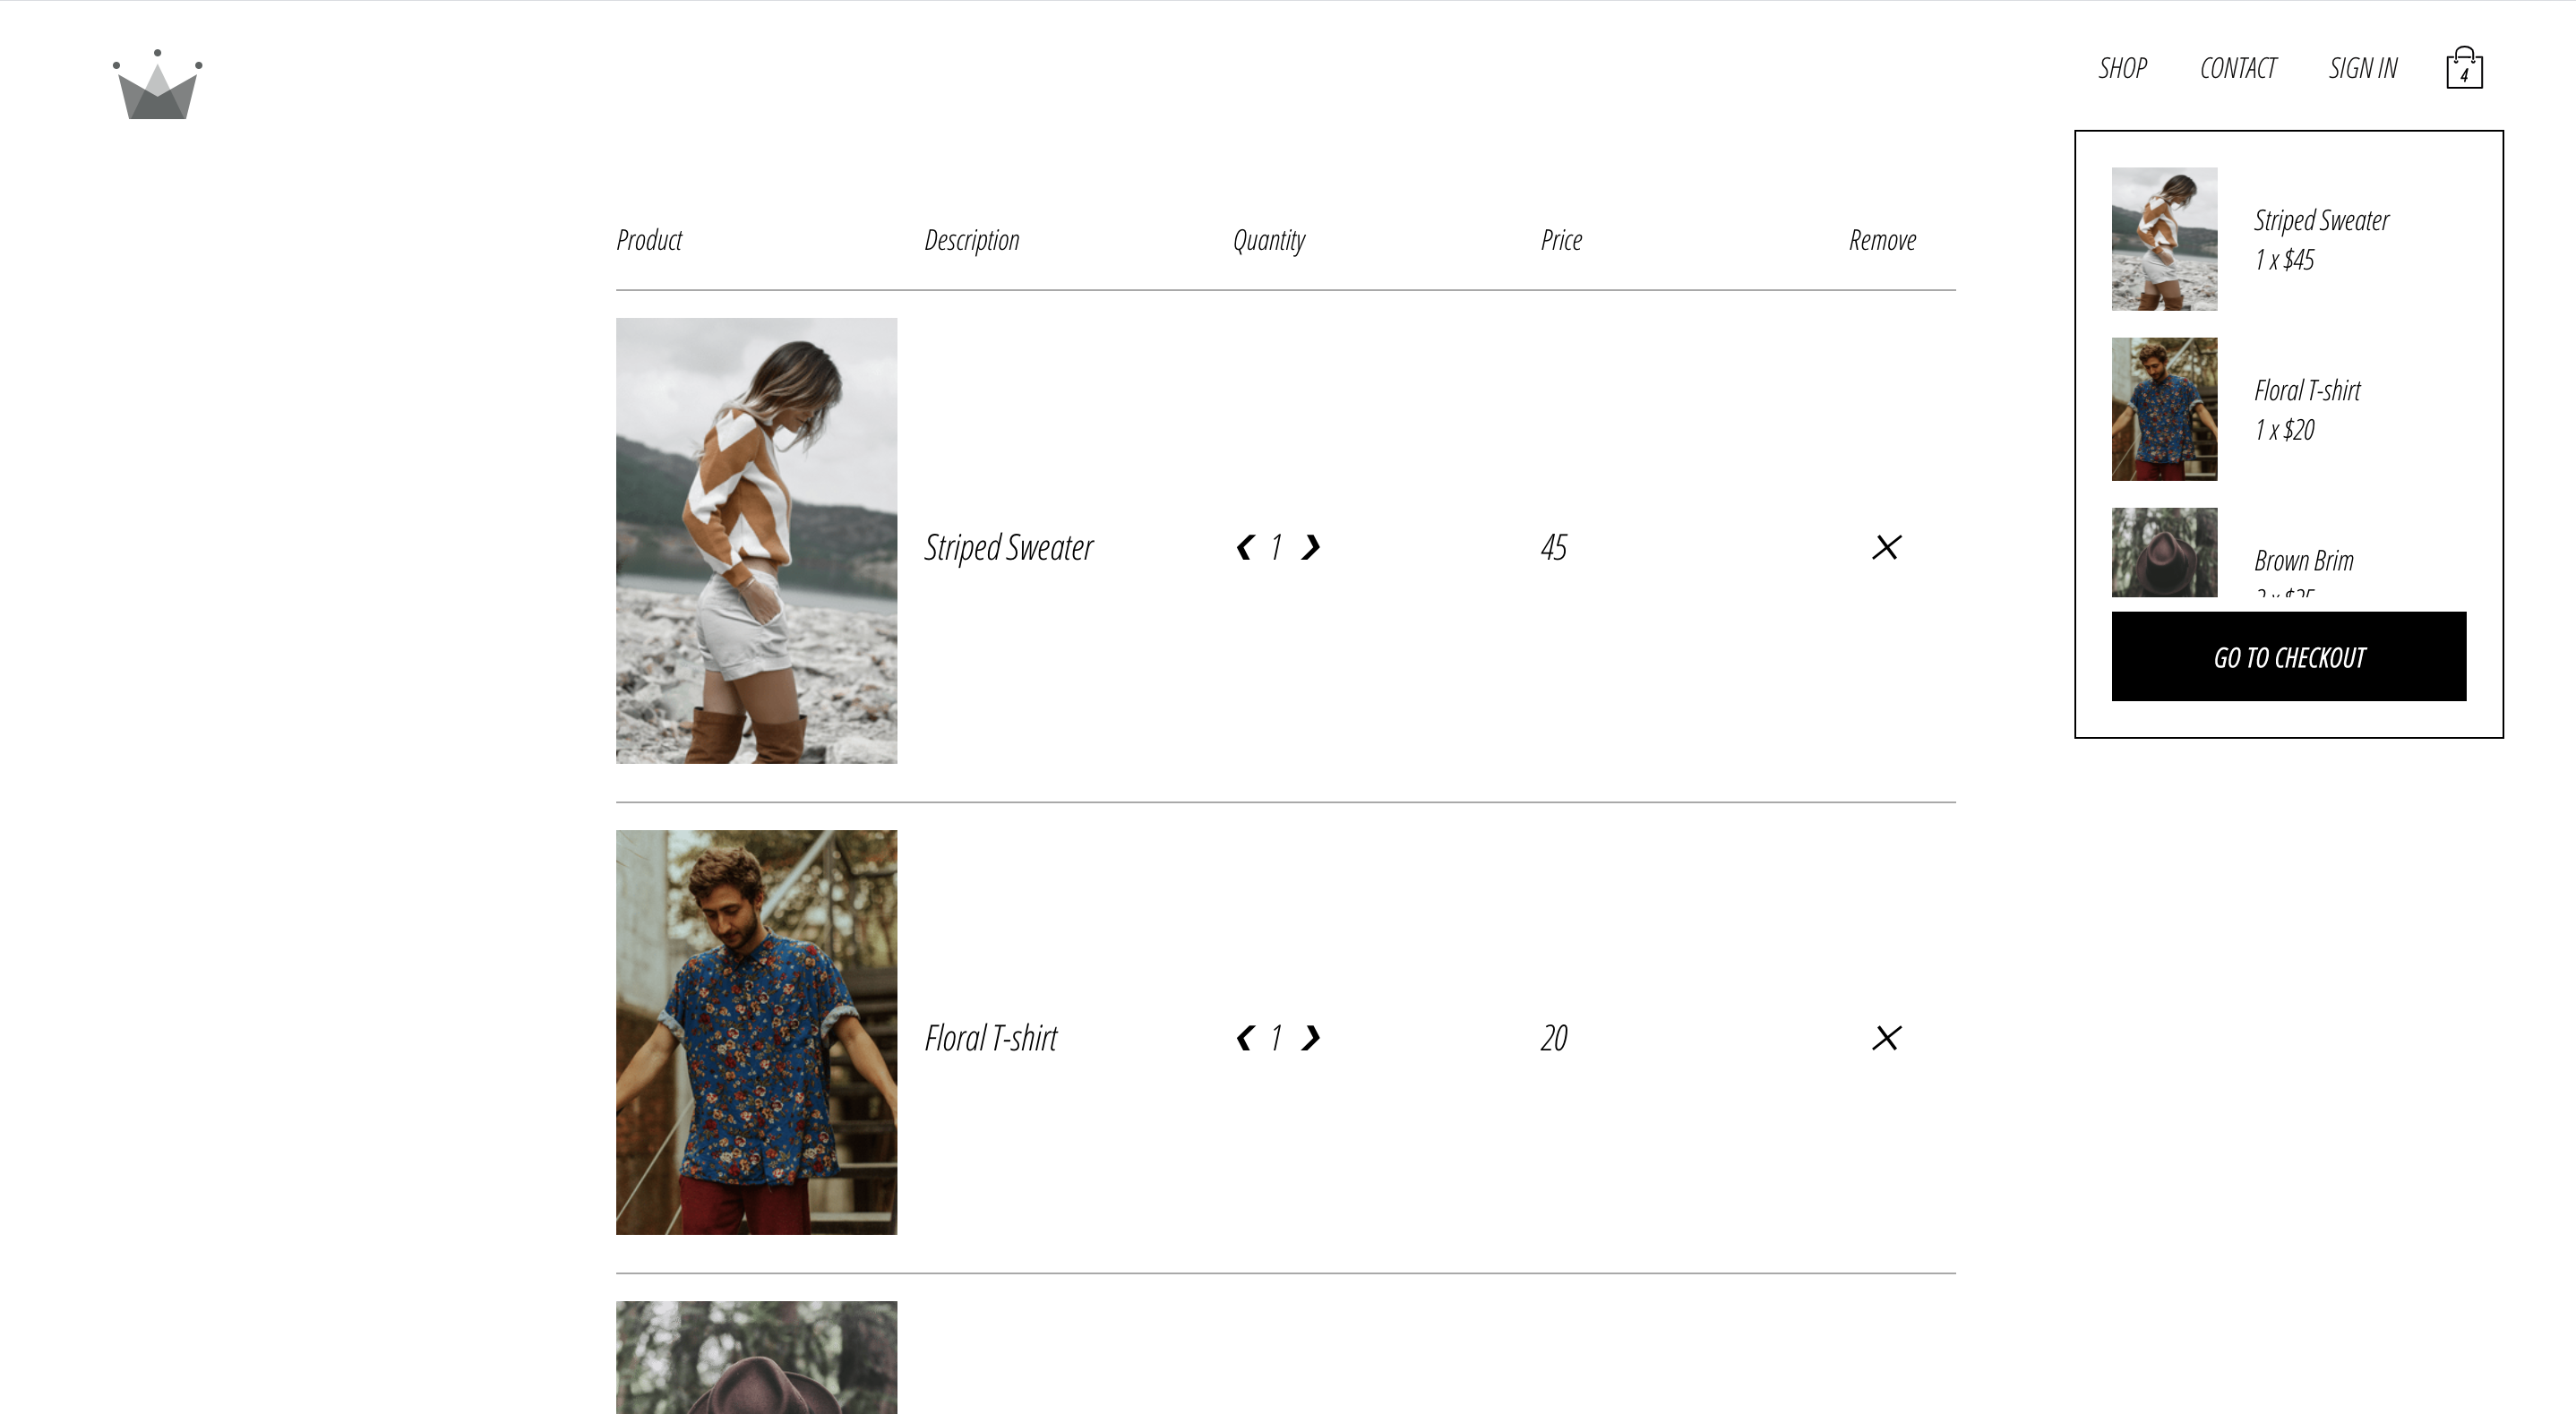 SHOP CONTACT SIGN IN 4
Product Description Quantity Price Remove
Striped Sweater ❮ 1 ❯ 45 ✕
Floral T-shirt ❮ 1 ❯ 20 ✕
Striped Sweater
1 x $45
Floral T-shirt
1 x $20
Brown Brim
GO TO CHECKOUT